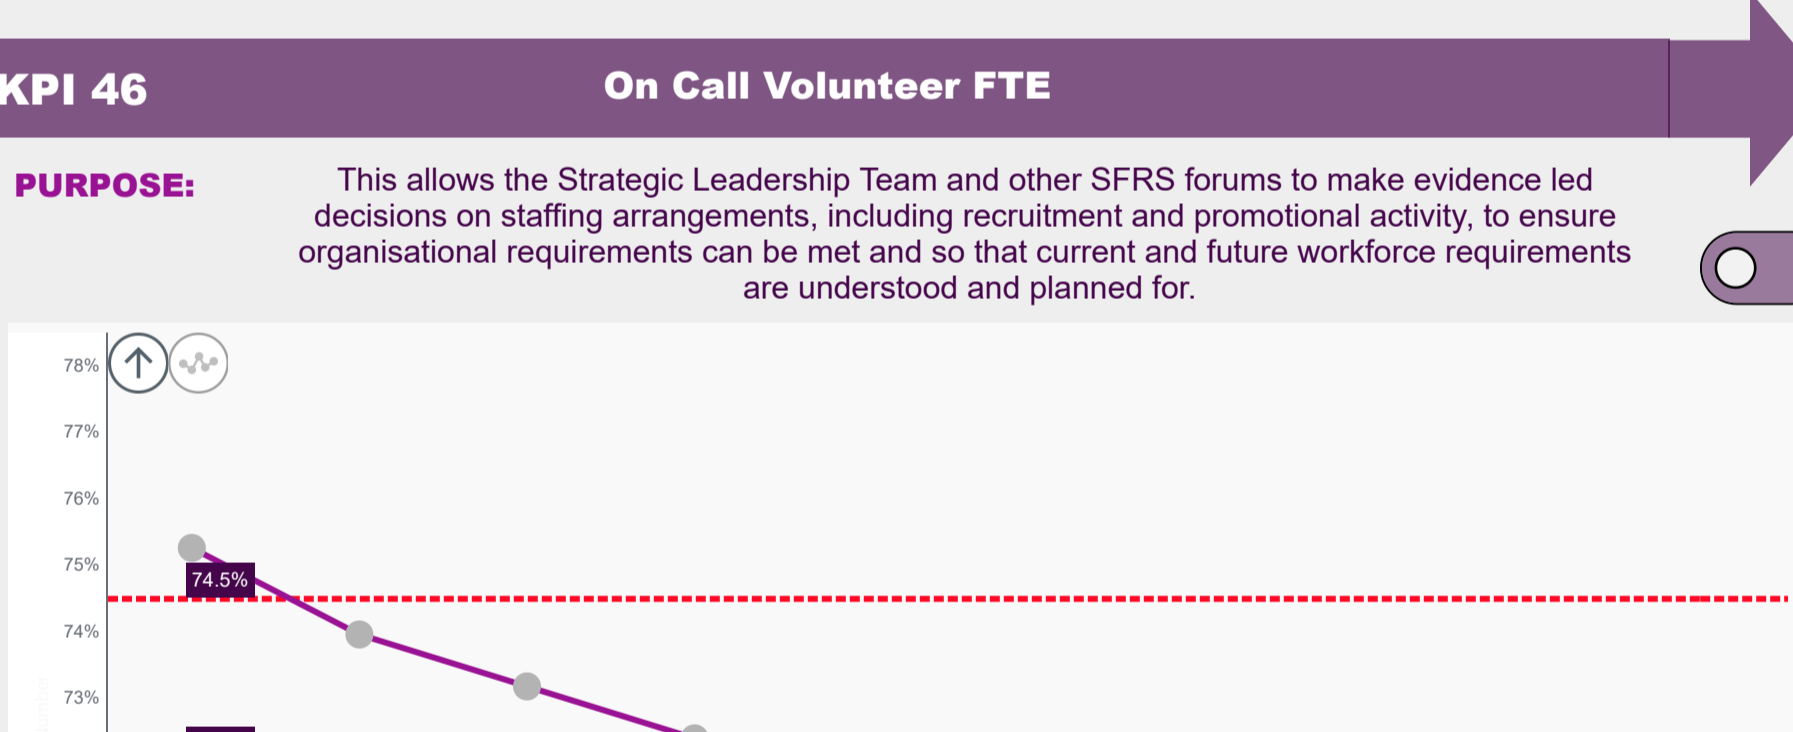 KPI 46
On Call Volunteer FTE
PURPOSE:
This allows the Strategic Leadership Team and other SFRS forums to make evidence led
decisions on staffing arrangements, including recruitment and promotional activity, to ensure
organisational requirements can be met and so that current and future workforce requirements
are understood and planned for.
78%
77%
76%
75%
74.5%
74%
73%